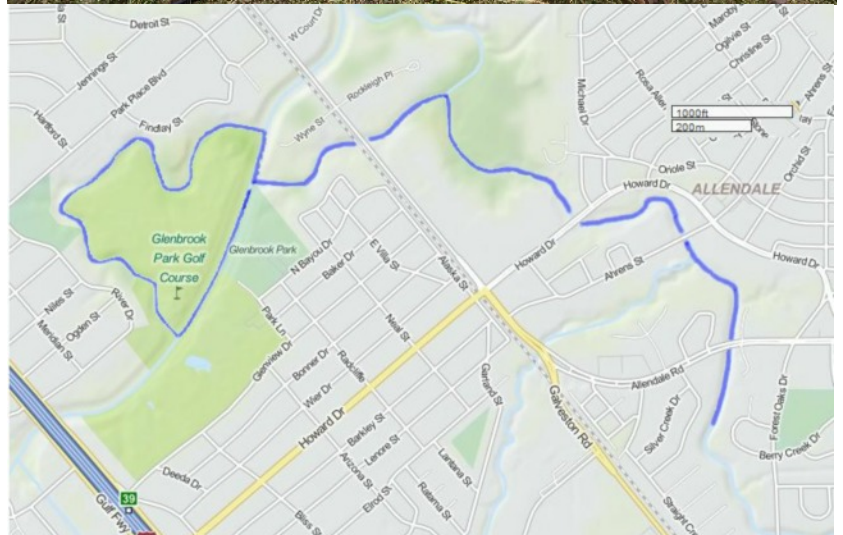 Detroit St
W Court Dr
Maroby
Ogilvie St
Christine St
Jennings St
Park Place Blvd
Rockleigh Pl
Rosa Allen
Ahrens St
Hartford St
Findlay St
Wyne St
Michael Dr
1000ft
200m
Oriole St
Orchid St
Howard Dr
ALLENDALE
Glenbrook
Park Golf
Course
Glenbrook Park
N Bayou Dr
Baker Dr
E Villa St
Alaska St
Howard Dr
Ahrens St
Howard Dr
Niles St
River Dr
Ogden St
Meridian St
Park Ln
Glenview Dr
Bonner Dr
Neal St
Radcliffe
Wier Dr
Garland St
Allendale Rd
Galveston Rd
Howard Dr
Barkley St
Lenore St
Arizona St
Lantana St
Silver Creek Dr
Forest Oaks Dr
Berry Creek Dr
Deeda Dr
39
Gulf Fwy
Elrod St
Ratama St
Bliss St
Straight Cr